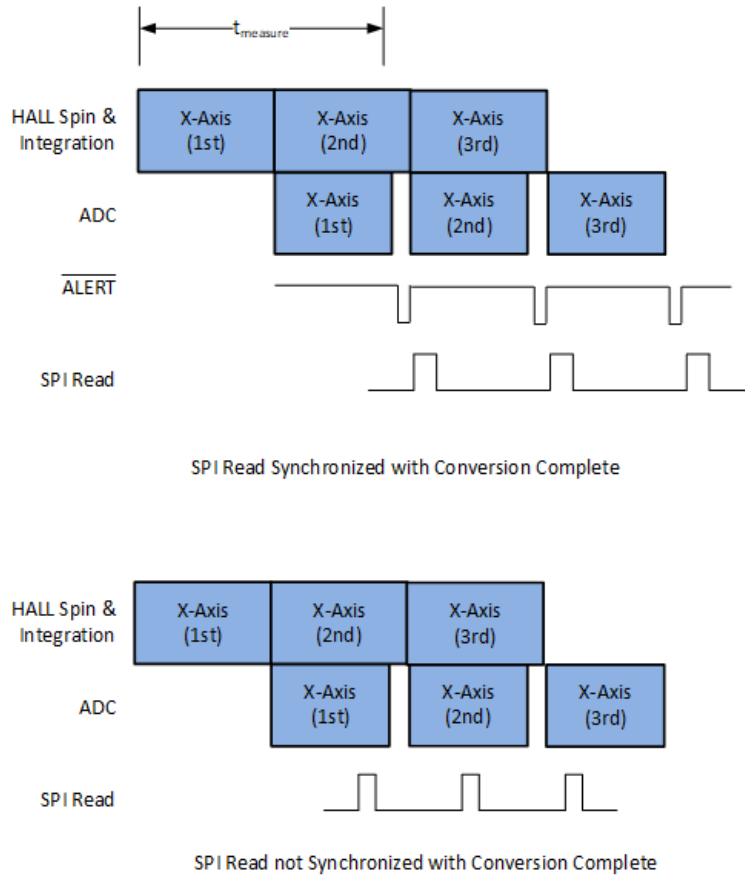 tmeasure
HALL Spin &
Integration
X-Axis
(1st)
X-Axis
(2nd)
X-Axis
(3rd)
ADC
X-Axis
(1st)
X-Axis
(2nd)
X-Axis
(3rd)
ALERT
SPI Read
SPI Read Synchronized with Conversion Complete
HALL Spin &
Integration
X-Axis
(1st)
X-Axis
(2nd)
X-Axis
(3rd)
ADC
X-Axis
(1st)
X-Axis
(2nd)
X-Axis
(3rd)
SPI Read
SPI Read not Synchronized with Conversion Complete